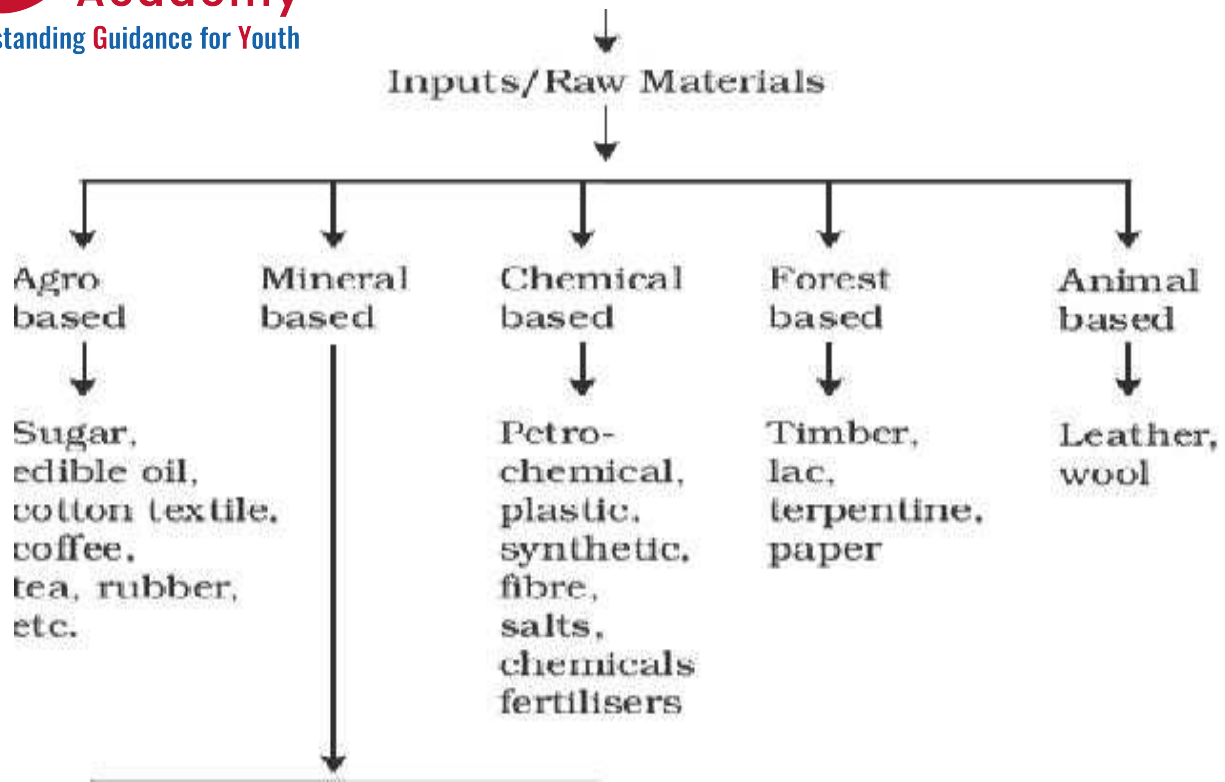 Academy
standing Guidance for Youth
Inputs/Raw Materials
Agro
based
Mineral
based
Chemical
based
Forest
based
Animal
based
Sugar,
edible oil,
cotton textile,
coffee,
tea, rubber,
etc.
Petro-
chemical,
plastic,
synthetic,
fibre,
salts,
chemicals
fertilisers
Timber,
lac,
terpentine,
paper
Leather,
wool